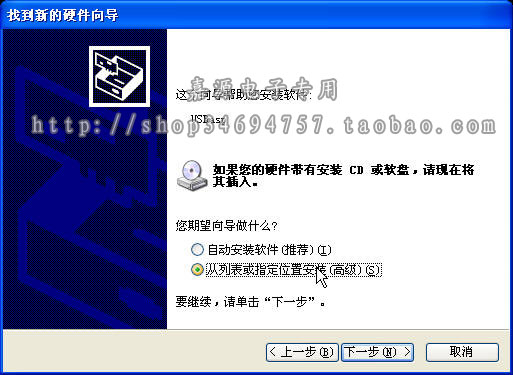 找到新的硬件向导
嘉源电子专用
这个向导帮助您安装软件:
USBasp
http://shop34694757.taobao.com
如果您的硬件带有安装 CD 或软盘,请现在将
其插入。
您期望向导做什么?
自动安装软件(推荐)(I)
从列表或指定位置安装(高级)(S)
要继续,请单击“下一步”。
< 上一步(B)
下一步(N) >
取消